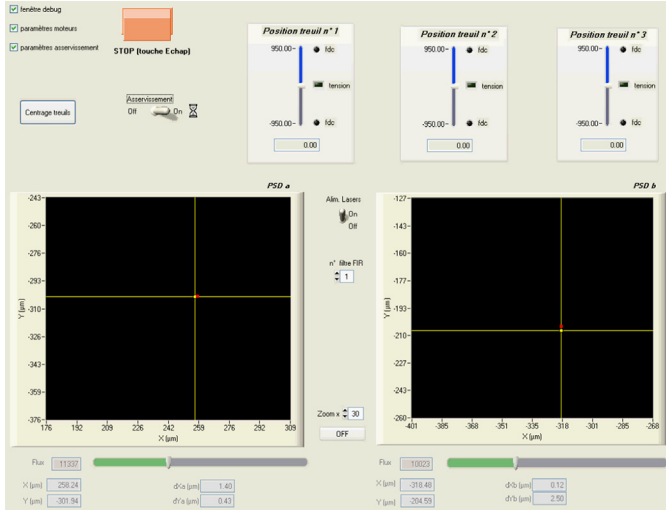 fenêtre debug
paramètres moteurs
paramètres asservissement
STOP (touche Echap)
Centrage treuils
Asservissement
Off On
Position treuil n°1
950.00-
fdc
tension
-950.00-
fdc
0.00
Position treuil n°2
950.00-
fdc
tension
-950.00-
fdc
0.00
Position treuil n°3
950.00-
fdc
tension
-950.00-
fdc
0.00
PSD a
-243-
-260-
-276-
-293-
-310-
-326-
-343-
-359-
-376-
Y (µm)
176 192 209 226 242 259 276 292 309
X (µm)
Alim. Lasers
On
Off
n° filtre FIR
1
Zoom x 30
OFF
PSD b
-127-
-143-
-160-
-177-
-193-
-210-
-227-
-243-
-260-
Y (µm)
-401 -385 -368 -351 -335 -318 -301 -285 -268
X (µm)
Flux 11337
X (µm) 258.24 dXa (µm) 1.40
Y (µm) -301.94 dYa (µm) 0.43
Flux 10023
X (µm) -318.48 dXb (µm) 0.12
Y (µm) -204.59 dYb (µm) 2.50